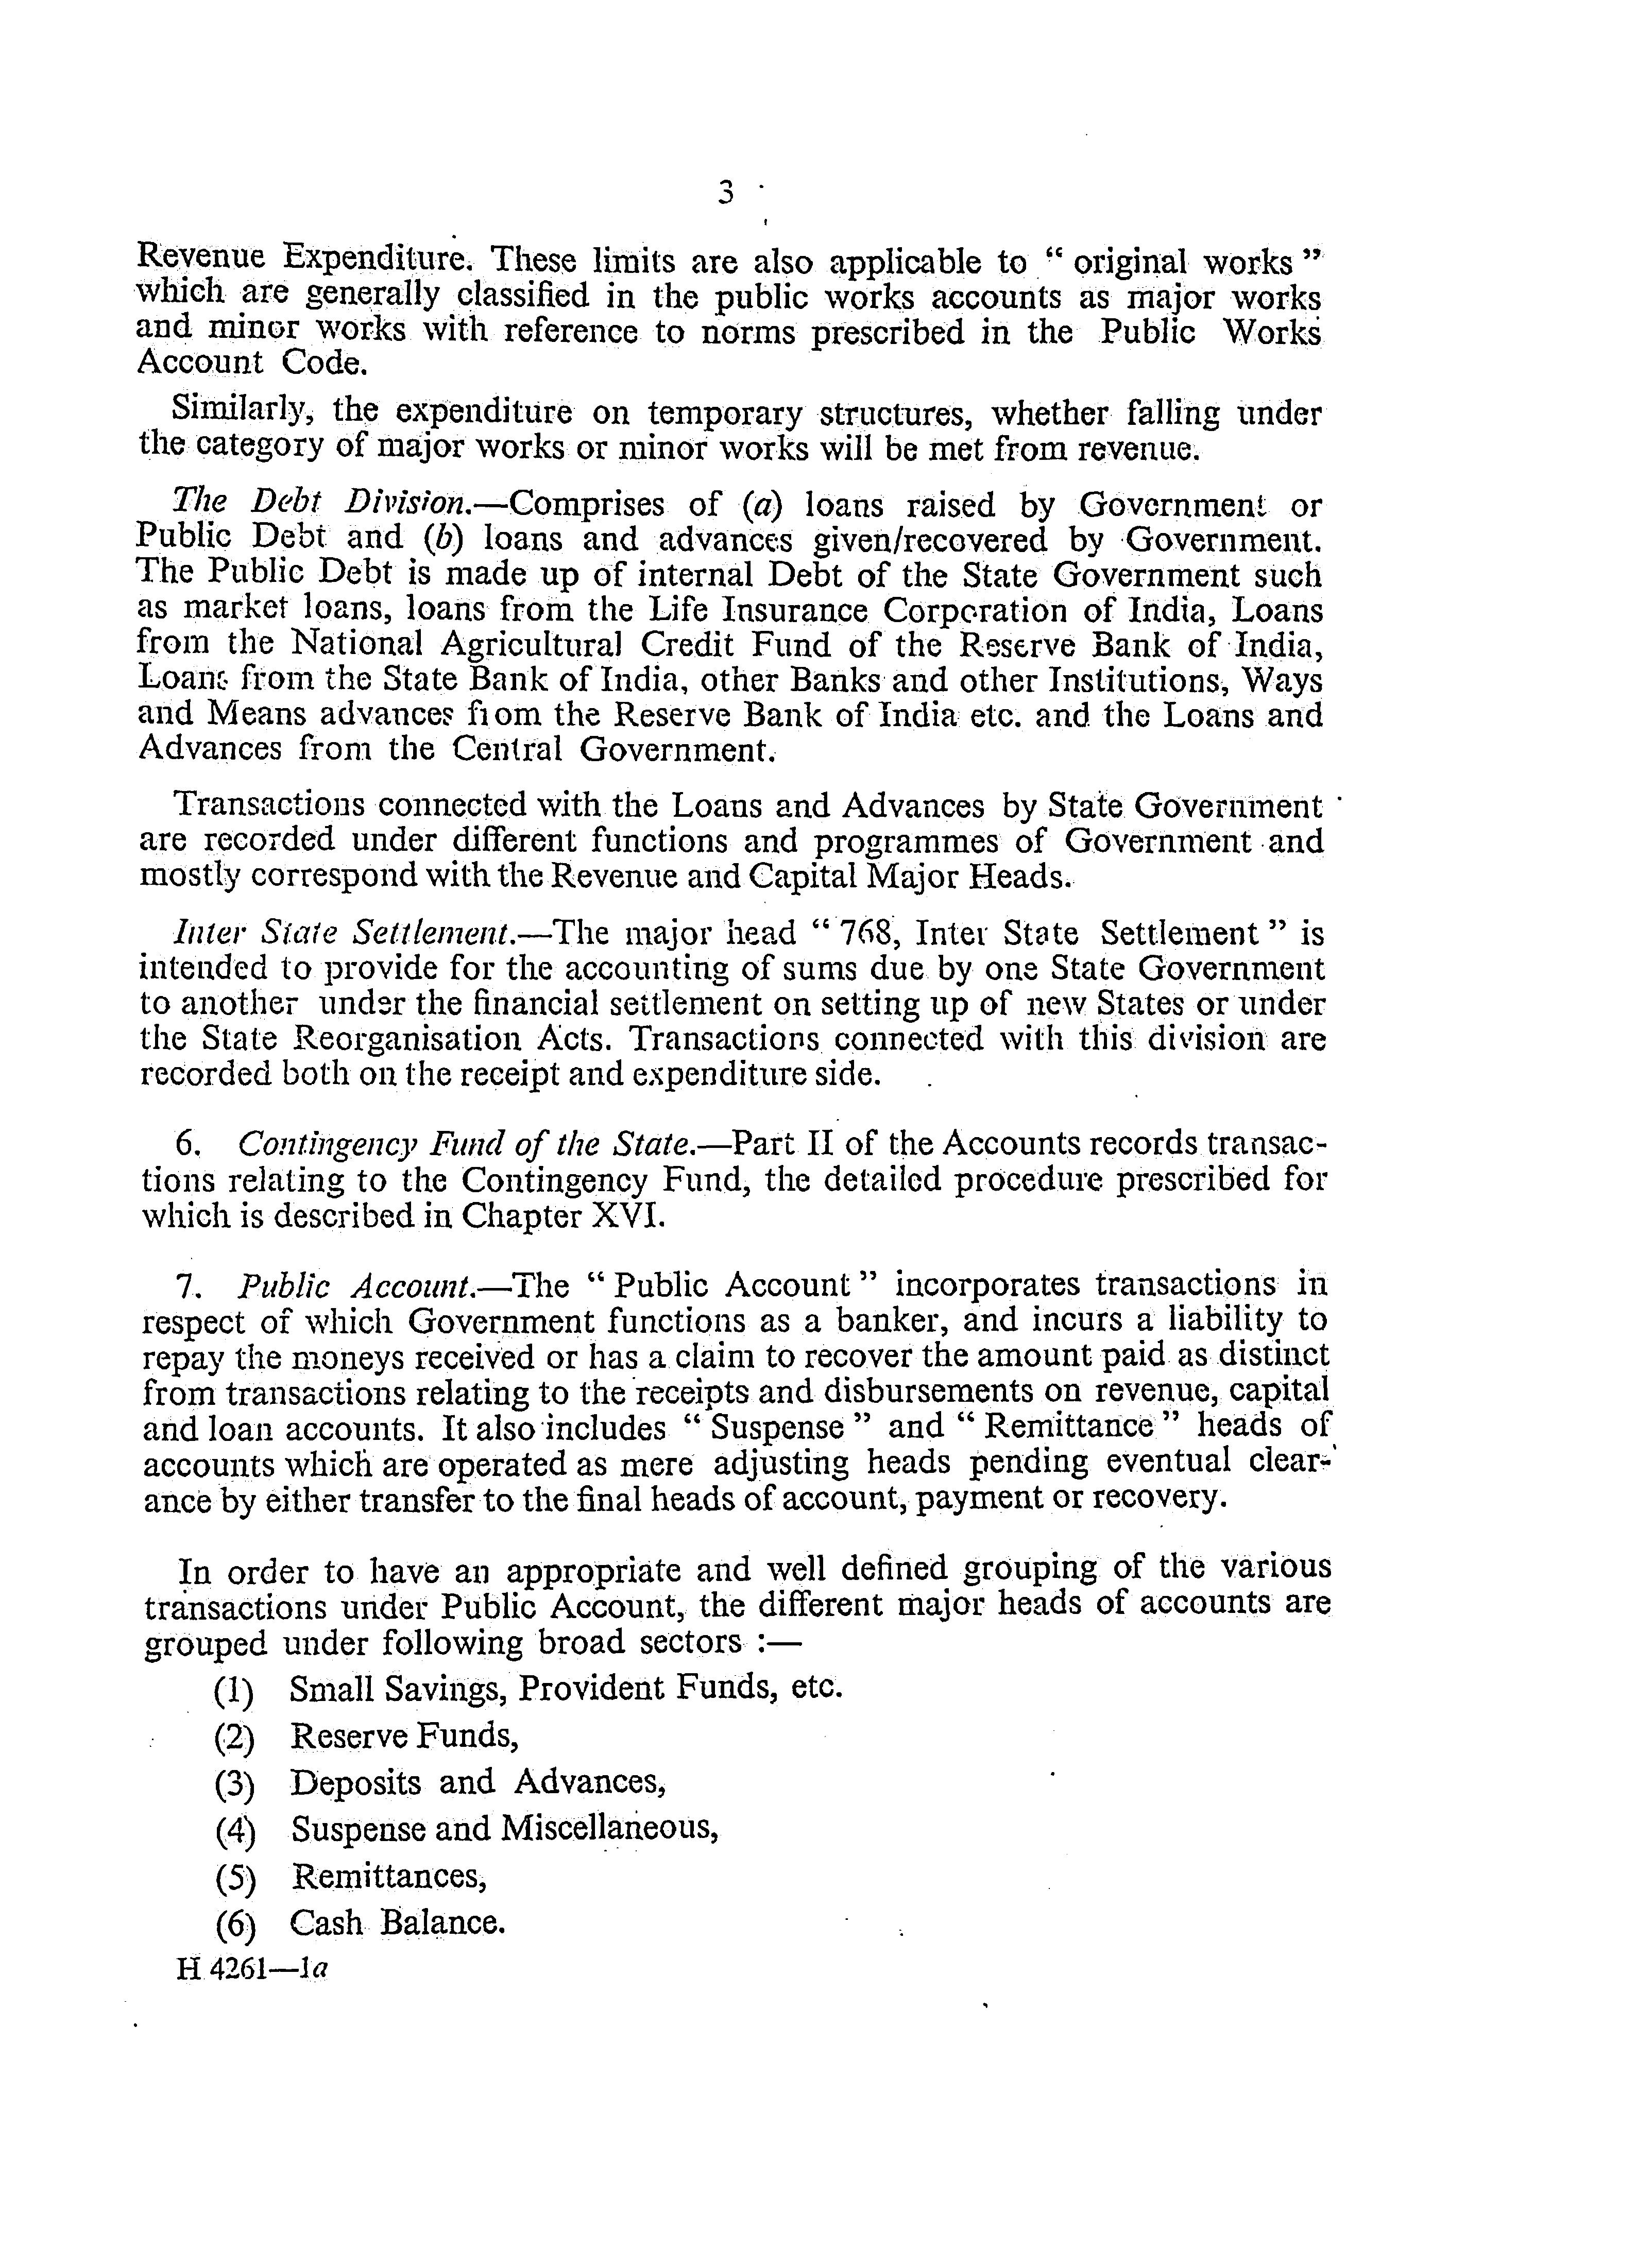 3
Revenue Expenditure. These limits are also applicable to “ original works ”
which are generally classified in the public works accounts as major works
and minor works with reference to norms prescribed in the Public Works
Account Code.
Similarly, the expenditure on temporary structures, whether falling under
the category of major works or minor works will be met from revenue.
The Debt Division.—Comprises of (a) loans raised by Government or
Public Debt and (b) loans and advances given/recovered by Government.
The Public Debt is made up of internal Debt of the State Government such
as market loans, loans from the Life Insurance Corporation of India, Loans
from the National Agricultural Credit Fund of the Reserve Bank of India,
Loans from the State Bank of India, other Banks and other Institutions, Ways
and Means advances from the Reserve Bank of India etc. and the Loans and
Advances from the Central Government.
Transactions connected with the Loans and Advances by State Government
are recorded under different functions and programmes of Government and
mostly correspond with the Revenue and Capital Major Heads.
Inter State Settlement.—The major head “ 768, Inter State Settlement ” is
intended to provide for the accounting of sums due by one State Government
to another under the financial settlement on setting up of new States or under
the State Reorganisation Acts. Transactions connected with this division are
recorded both on the receipt and expenditure side.
6. Contingency Fund of the State.—Part II of the Accounts records transac-
tions relating to the Contingency Fund, the detailed procedure prescribed for
which is described in Chapter XVI.
7. Public Account.—The “ Public Account ” incorporates transactions in
respect of which Government functions as a banker, and incurs a liability to
repay the moneys received or has a claim to recover the amount paid as distinct
from transactions relating to the receipts and disbursements on revenue, capital
and loan accounts. It also includes “ Suspense ” and “ Remittance ” heads of
accounts which are operated as mere adjusting heads pending eventual clear-
ance by either transfer to the final heads of account, payment or recovery.
In order to have an appropriate and well defined grouping of the various
transactions under Public Account, the different major heads of accounts are
grouped under following broad sectors :—
(1) Small Savings, Provident Funds, etc.
(2) Reserve Funds,
(3) Deposits and Advances,
(4) Suspense and Miscellaneous,
(5) Remittances,
(6) Cash Balance.
H 4261—1a